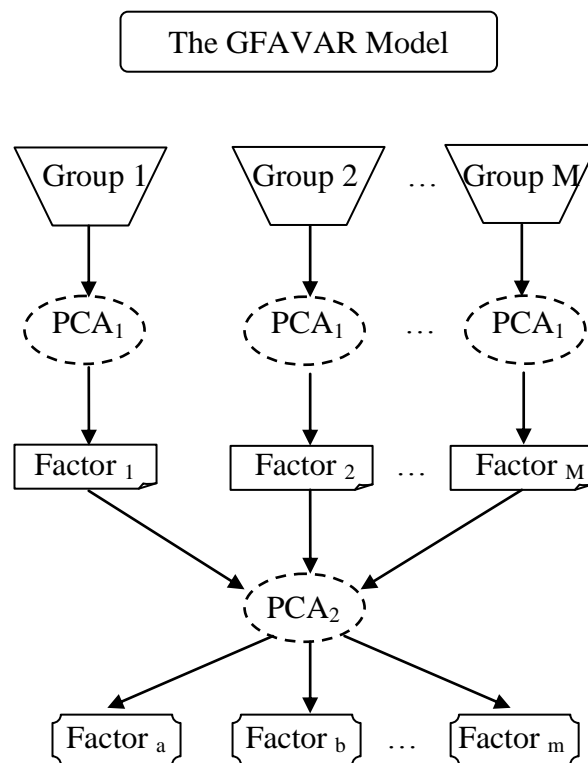 The GFAVAR Model
Group 1 Group 2 … Group M
PCA₁ PCA₁ … PCA₁
Factor ₁ Factor ₂ … Factor M
PCA₂
Factor a Factor b … Factor m